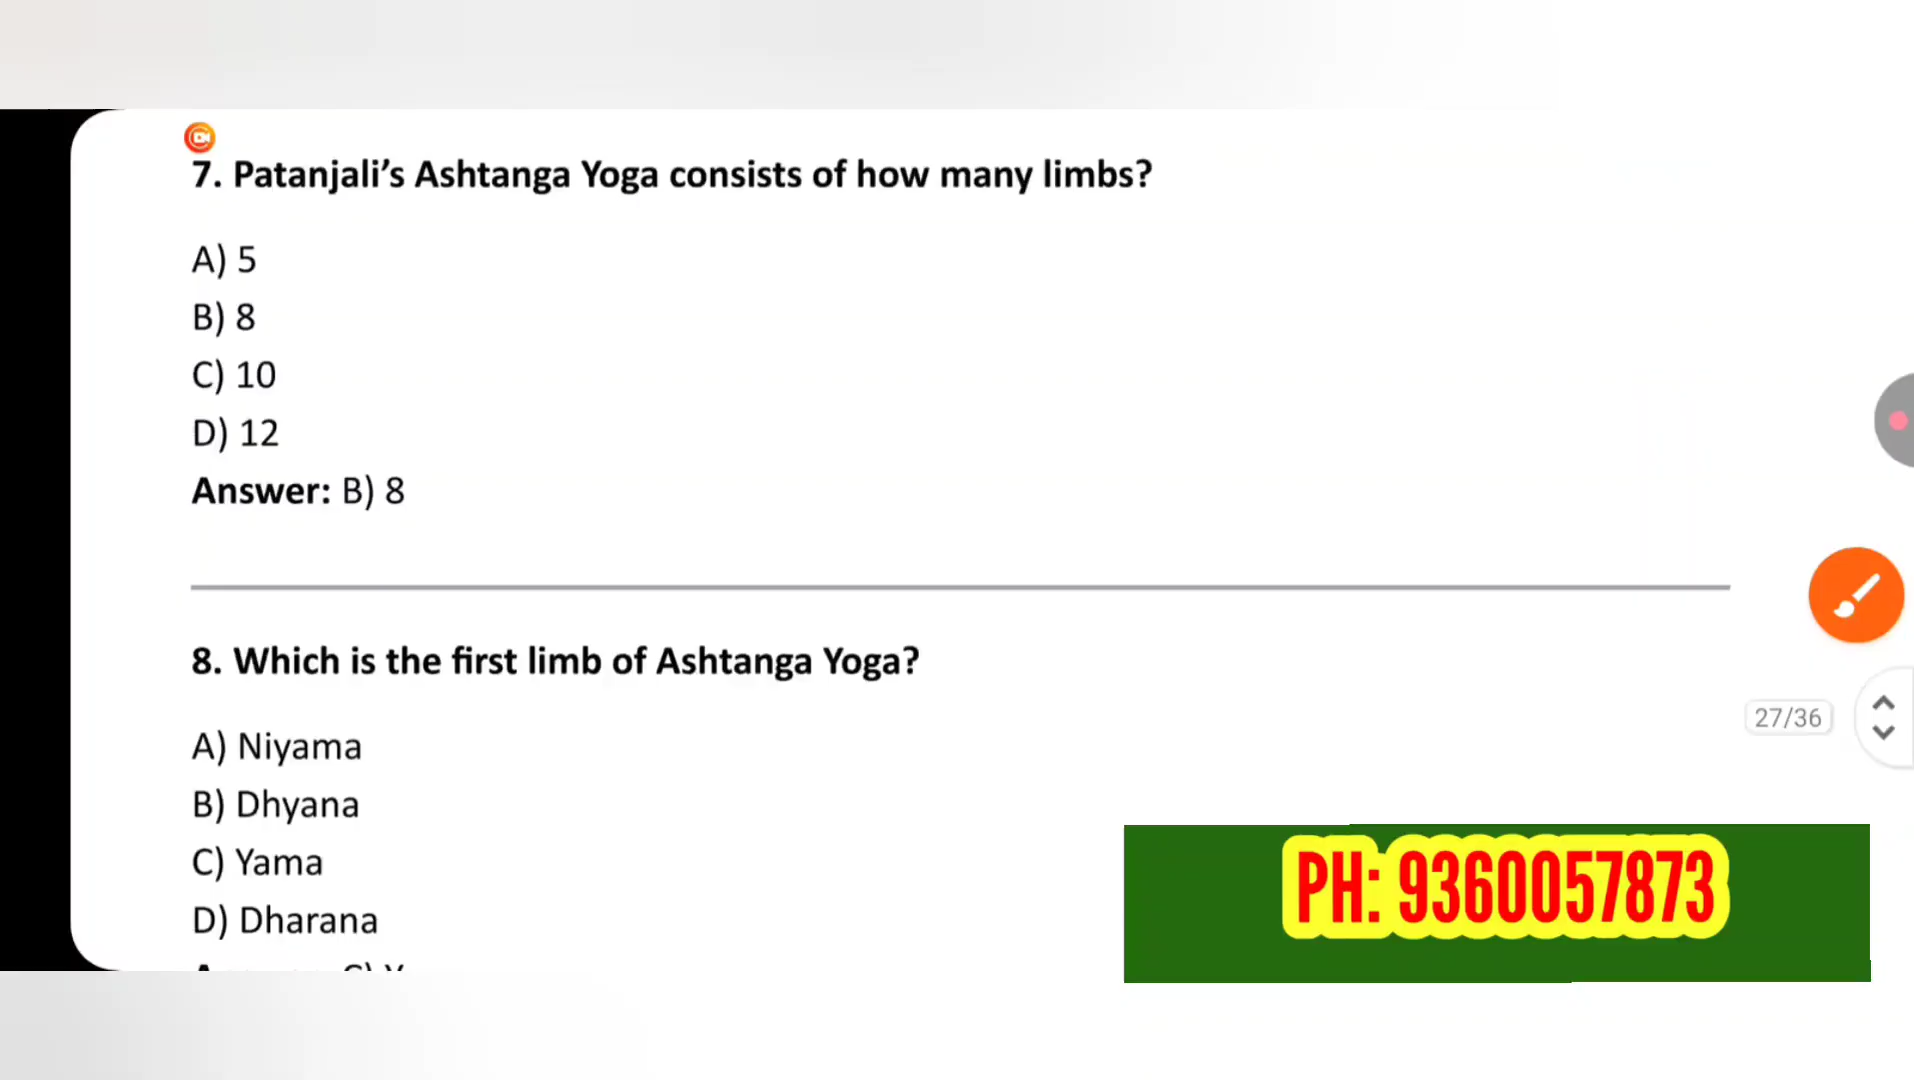 7. Patanjali’s Ashtanga Yoga consists of how many limbs?
A) 5
B) 8
C) 10
D) 12
Answer: B) 8
8. Which is the first limb of Ashtanga Yoga?
27/36
A) Niyama
B) Dhyana
C) Yama
D) Dharana
PH: 9360057873